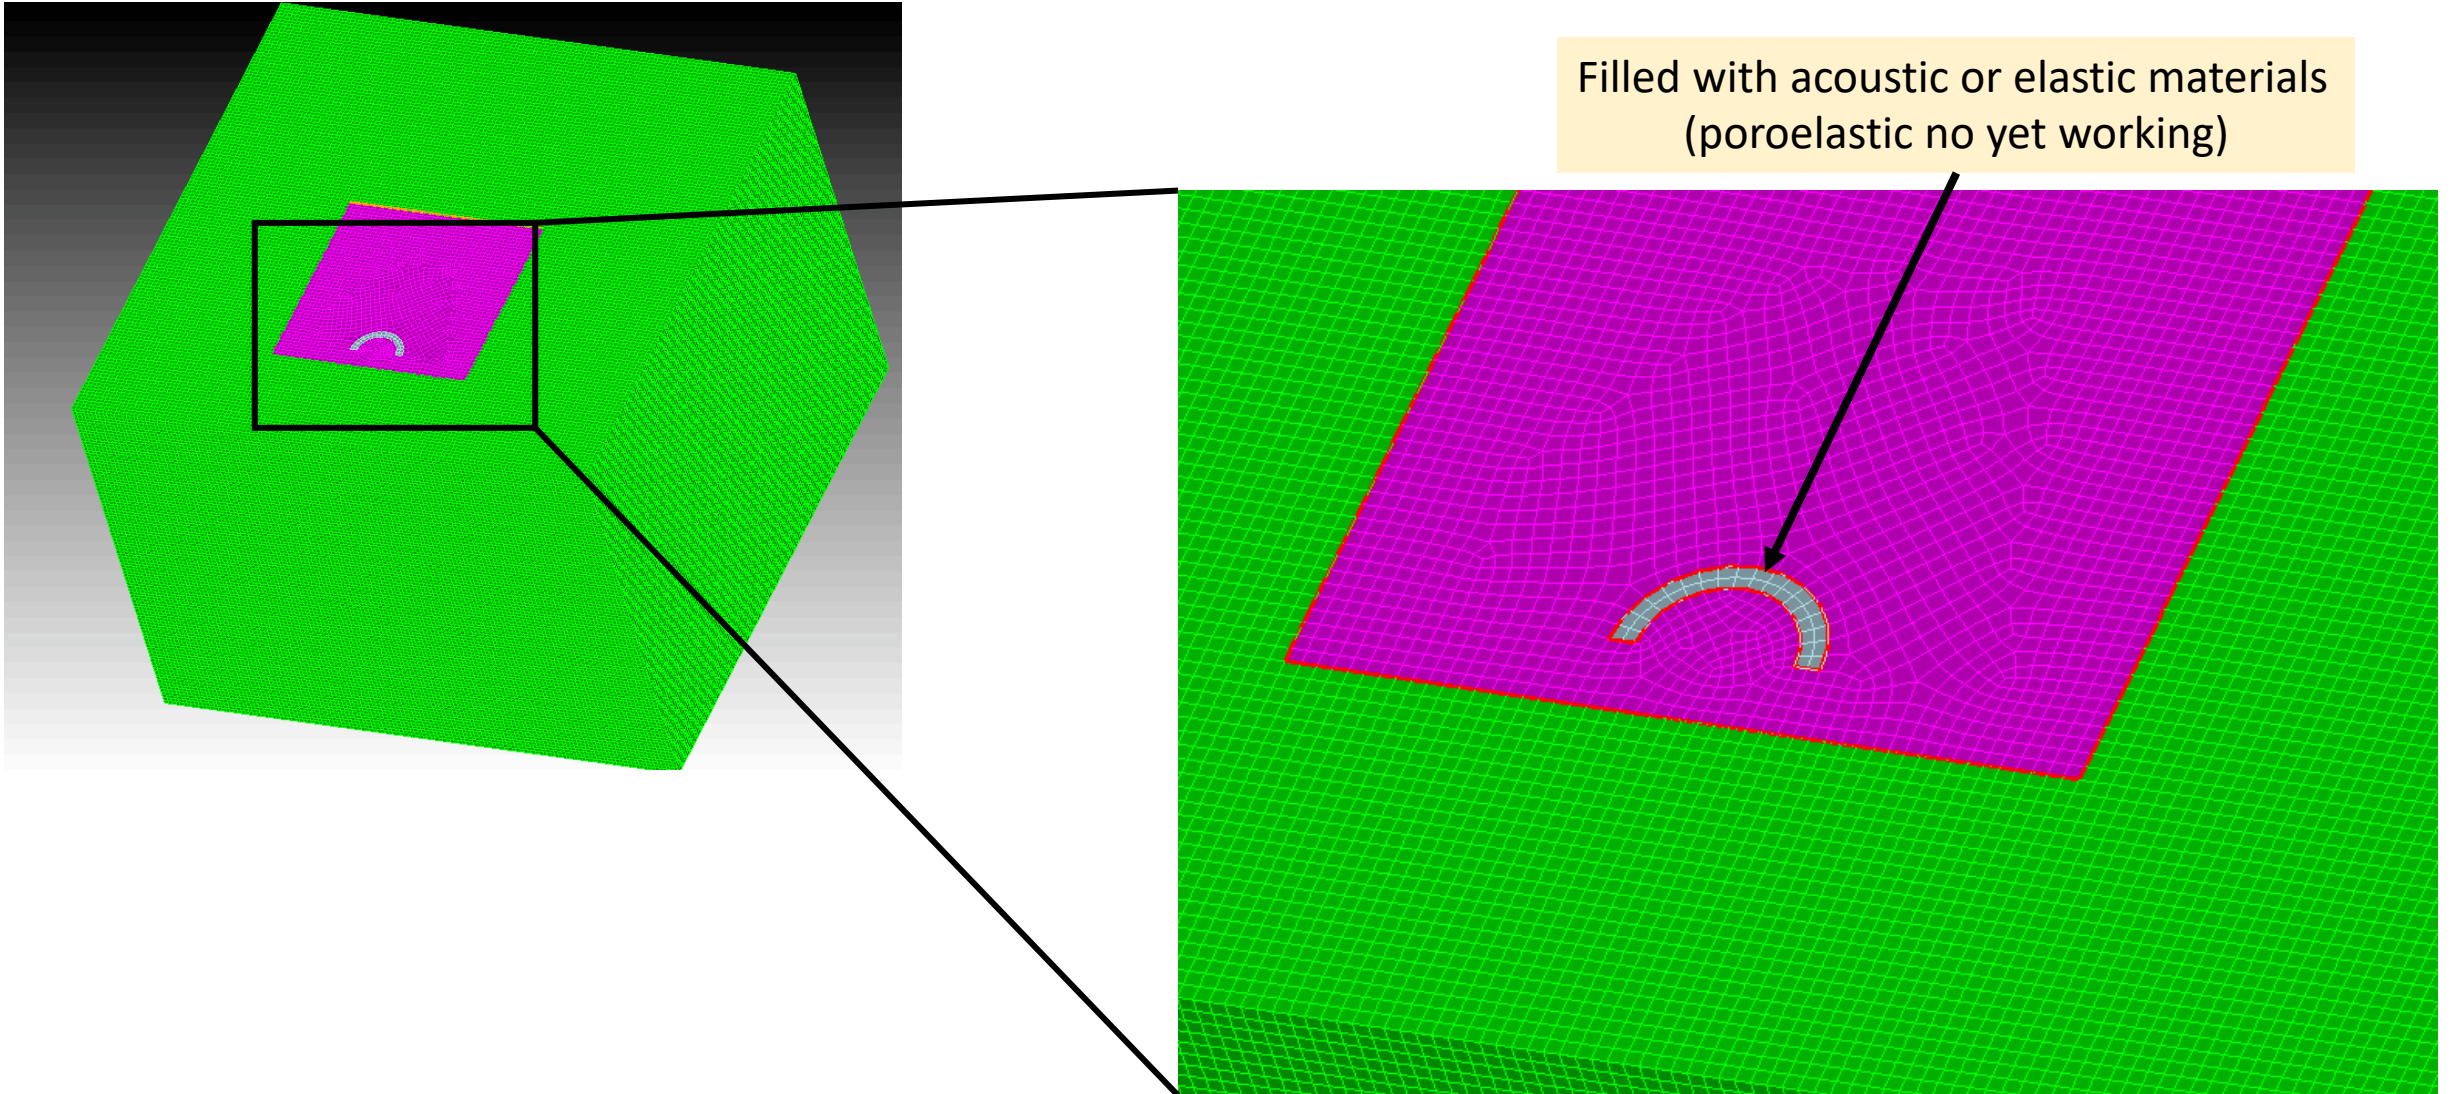 Filled with acoustic or elastic materials
(poroelastic no yet working)